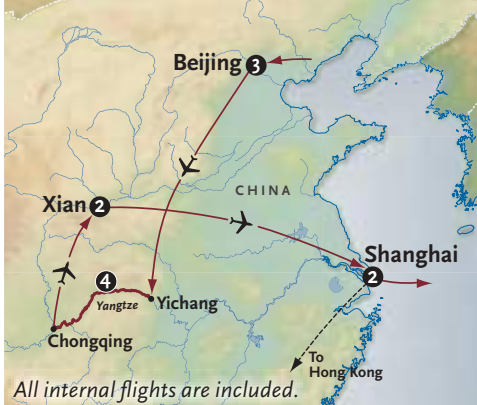 Beijing 3
CHINA
Xian 2
Shanghai
2
4
Yangtze
Yichang
Chongqing
To
Hong Kong
All internal flights are included.